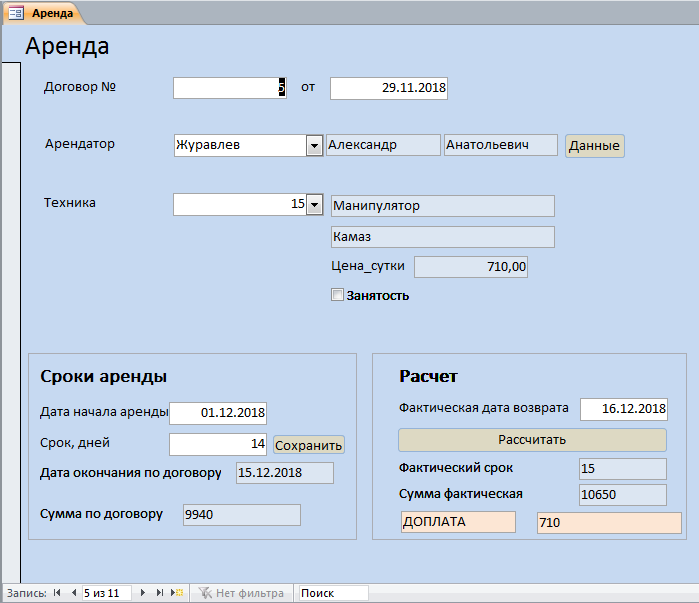 Аренда
Аренда
Договор № 5 от 29.11.2018
Арендатор Журавлев Александр Анатольевич Данные
Техника 15 Манипулятор
Камаз
Цена_сутки 710,00
Занятость
Сроки аренды
Дата начала аренды 01.12.2018
Срок, дней 14 Сохранить
Дата окончания по договору 15.12.2018
Сумма по договору 9940
Расчет
Фактическая дата возврата 16.12.2018
Рассчитать
Фактический срок 15
Сумма фактическая 10650
ДОПЛАТА 710
Запись: 5 из 11 Нет фильтра Поиск